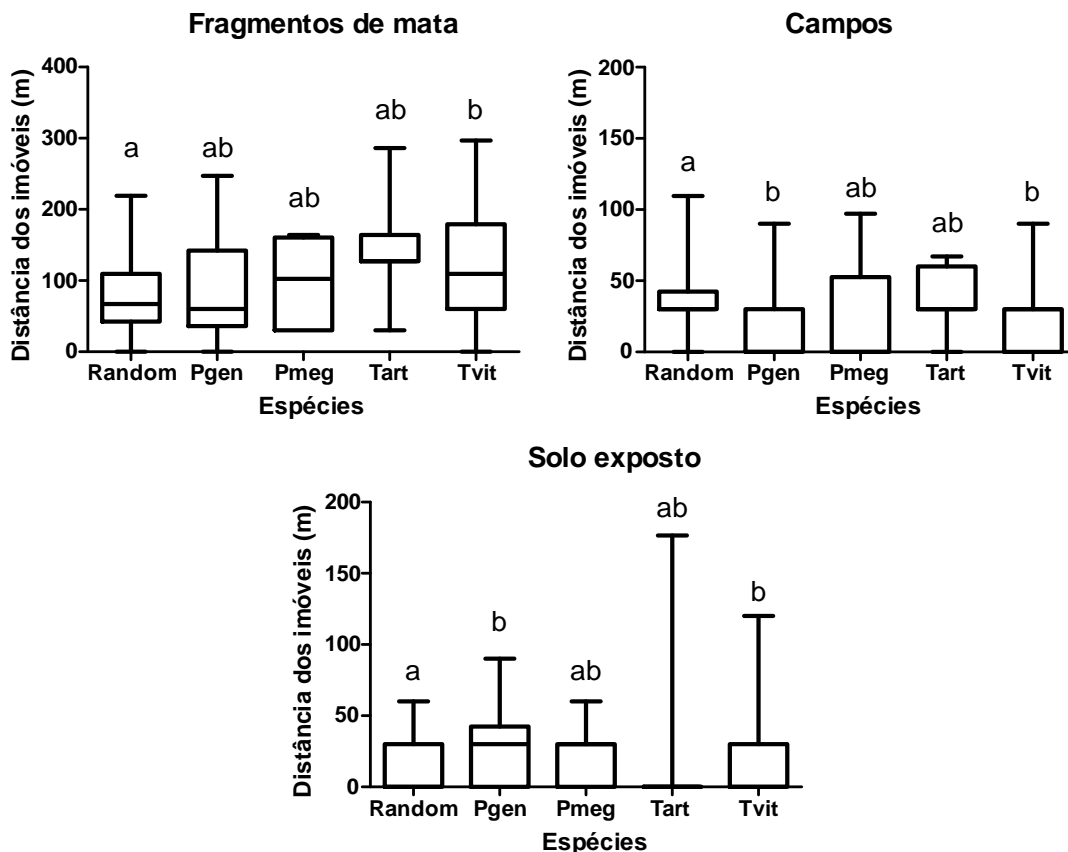 Fragmentos de mata
Distância dos imóveis (m)
400
300
200
100
0
a
ab
ab
ab
b
Random
Pgen
Pmeg
Tart
Tvit
Espécies
Campos
Distância dos imóveis (m)
200
150
100
50
0
a
b
ab
ab
b
Random
Pgen
Pmeg
Tart
Tvit
Espécies
Solo exposto
Distância dos imóveis (m)
200
150
100
50
0
a
b
ab
ab
b
Random
Pgen
Pmeg
Tart
Tvit
Espécies